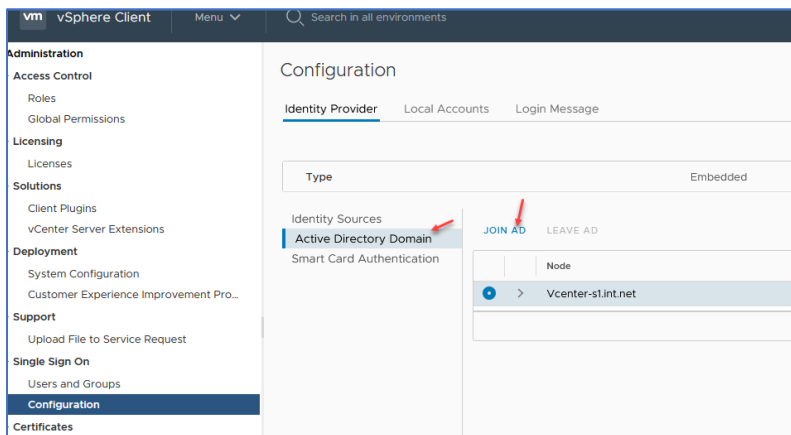 vm vSphere Client Menu Search in all environments
Administration
Access Control
Roles
Global Permissions
Licensing
Licenses
Solutions
Client Plugins
vCenter Server Extensions
Deployment
System Configuration
Customer Experience Improvement Pro...
Support
Upload File to Service Request
Single Sign On
Users and Groups
Configuration
Certificates
Configuration
Identity Provider Local Accounts Login Message
Type Embedded
Identity Sources
Active Directory Domain
Smart Card Authentication
JOIN AD LEAVE AD
Node
Vcenter-s1.int.net